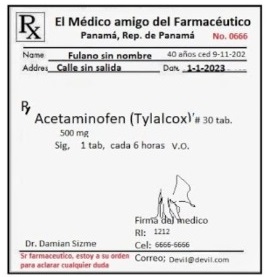 Rx El Médico amigo del Farmacéutico
Panamá, Rep. de Panamá No. 0666
Name Fulano sin nombre 40 años ced 9-11-202
Addres Calle sin salida Date 1-1-2023
Rx
Acetaminofen (Tylalcox) # 30 tab.
500 mg
Sig, 1 tab, cada 6 horas V.O.
Firma del medico
RI: 1212
Dr. Damian Sizme Cel: 6666-6666
Sr farmaceutico, estoy a su orden Correo; Devil@devil.com
para aclarar cualquier duda